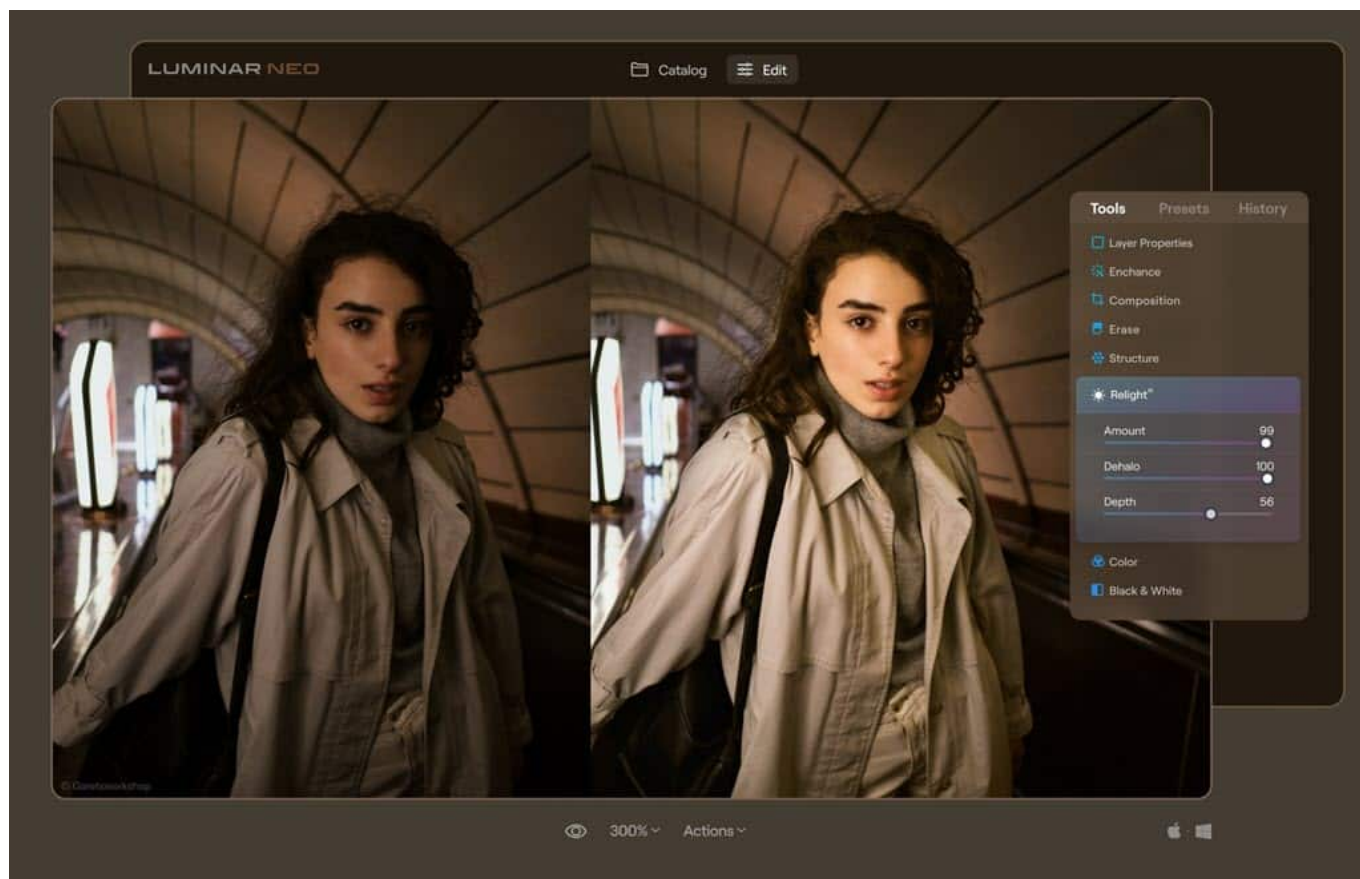 LUMINAR NEO
Catalog
Edit
Tools Presets History
Layer Properties
Enchance
Composition
Erase
Structure
Relight
Amount 99
Dehalo 100
Depth 56
Color
Black & White
300%
Actions